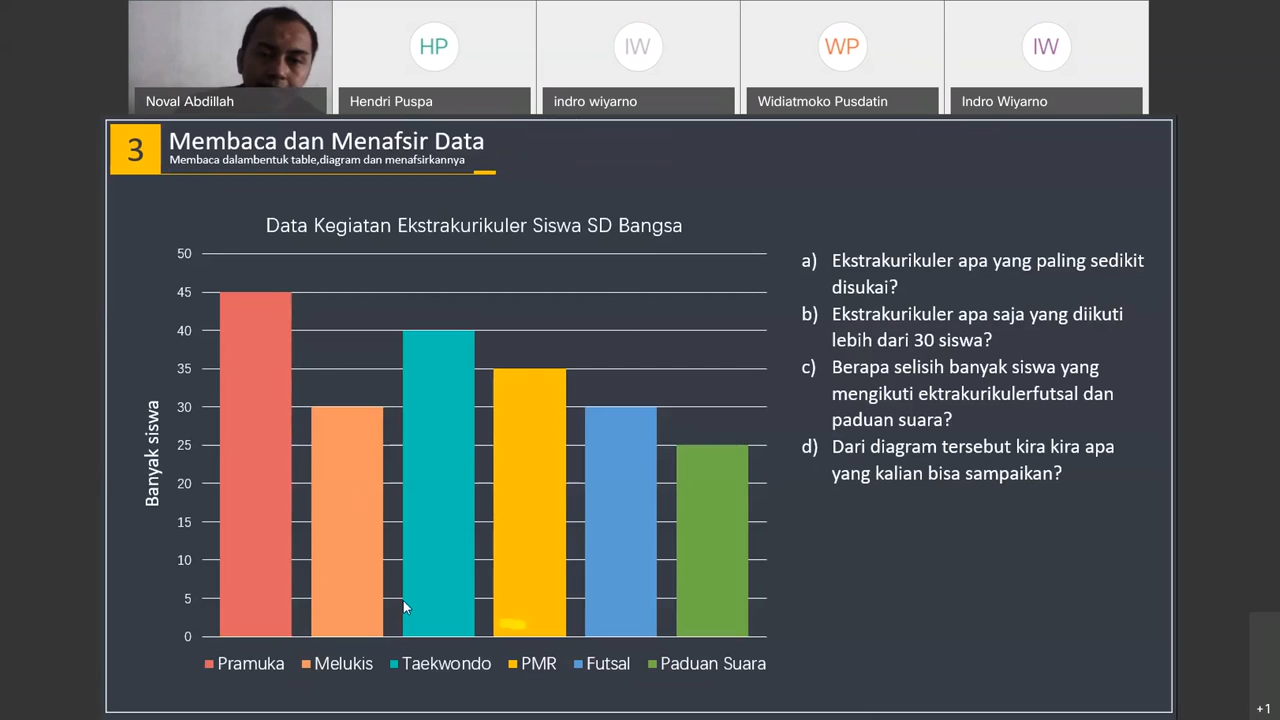 HP
IW
WP
IW
Noval Abdillah
Hendri Puspa
indro wiyarno
Widiatmoko Pusdatin
Indro Wiyarno
3
Membaca dan Menafsir Data
Membaca dalambentuk table,diagram dan menafsirkannya
Data Kegiatan Ekstrakurikuler Siswa SD Bangsa
Banyak siswa
50
45
40
35
30
25
20
15
10
5
0
Pramuka Melukis Taekwondo PMR Futsal Paduan Suara
a) Ekstrakurikuler apa yang paling sedikit
disukai?
b) Ekstrakurikuler apa saja yang diikuti
lebih dari 30 siswa?
c) Berapa selisih banyak siswa yang
mengikuti ektrakurikulerfutsal dan
paduan suara?
d) Dari diagram tersebut kira kira apa
yang kalian bisa sampaikan?
+1